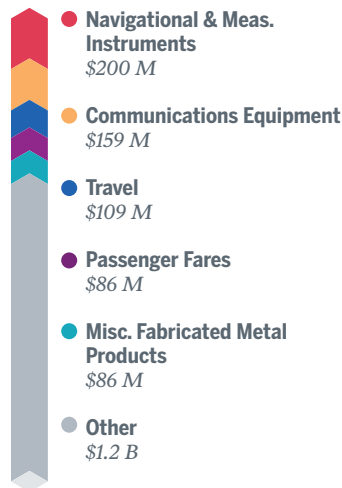 Navigational & Meas.
Instruments
$200 M
Communications Equipment
$159 M
Travel
$109 M
Passenger Fares
$86 M
Misc. Fabricated Metal
Products
$86 M
Other
$1.2 B